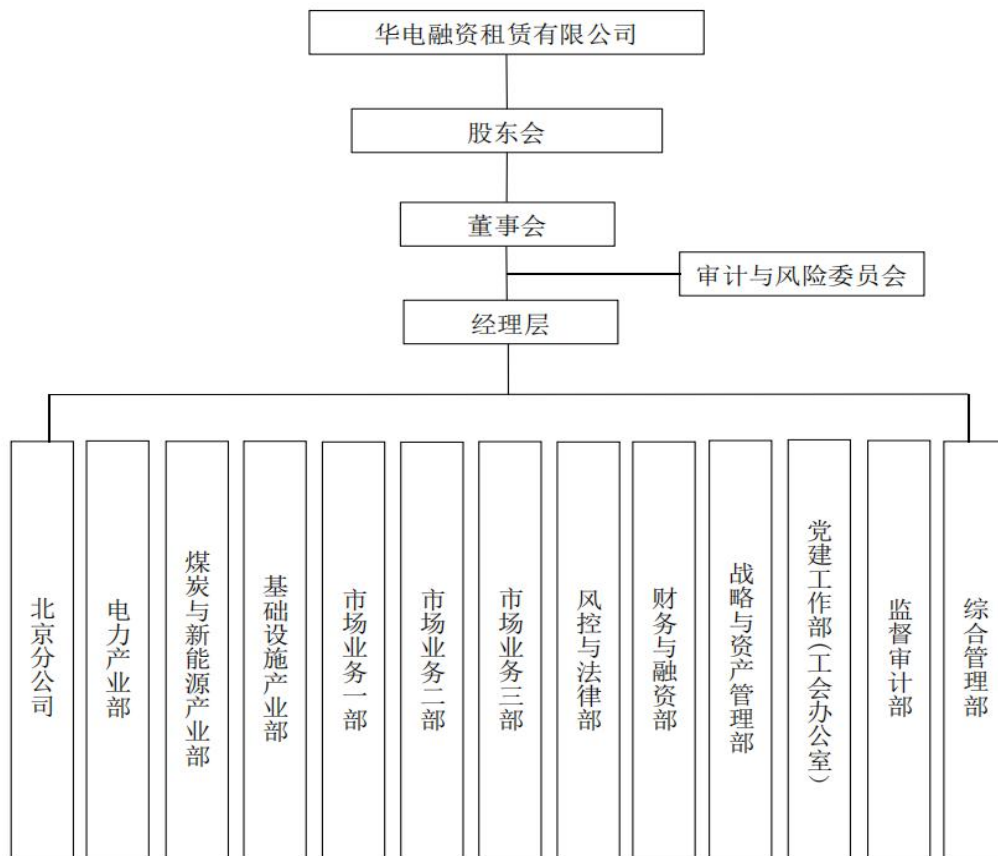 华电融资租赁有限公司
股东会
董事会
审计与风险委员会
经理层
北京分公司
电力产业部
煤炭与新能源产业部
基础设施产业部
市场业务一部
市场业务二部
市场业务三部
风控与法律部
财务与融资部
战略与资产管理部
党建工作部(工会办公室)
监督审计部
综合管理部